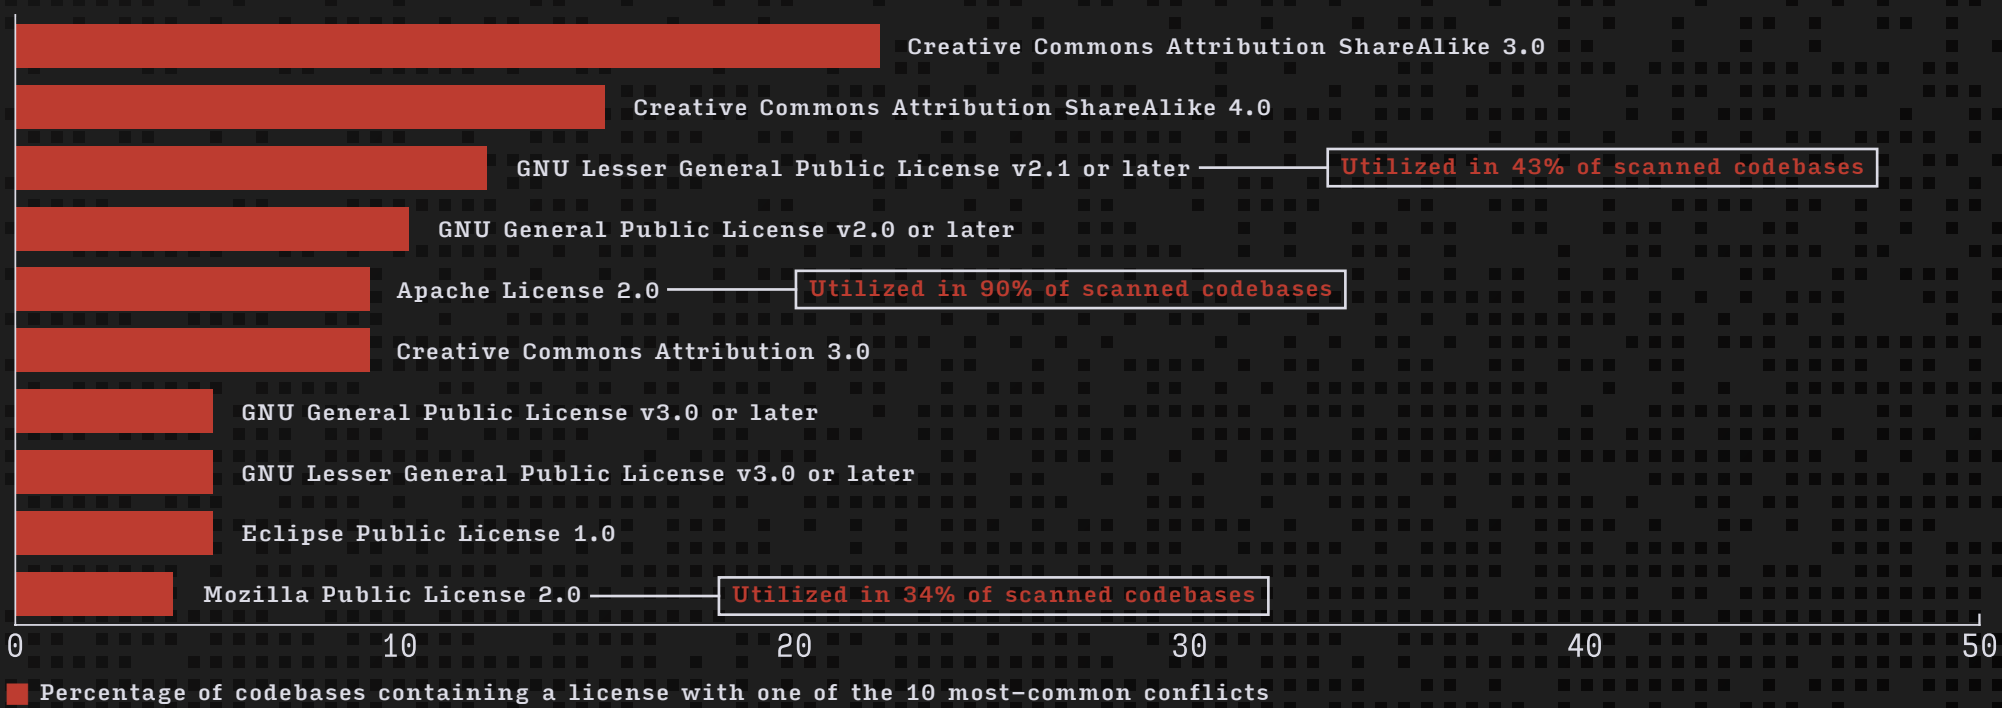 Creative Commons Attribution ShareAlike 3.0
Creative Commons Attribution ShareAlike 4.0
GNU Lesser General Public License v2.1 or later
Utilized in 43% of scanned codebases
GNU General Public License v2.0 or later
Apache License 2.0
Utilized in 90% of scanned codebases
Creative Commons Attribution 3.0
GNU General Public License v3.0 or later
GNU Lesser General Public License v3.0 or later
Eclipse Public License 1.0
Mozilla Public License 2.0
Utilized in 34% of scanned codebases
0 10 20 30 40 50
Percentage of codebases containing a license with one of the 10 most-common conflicts